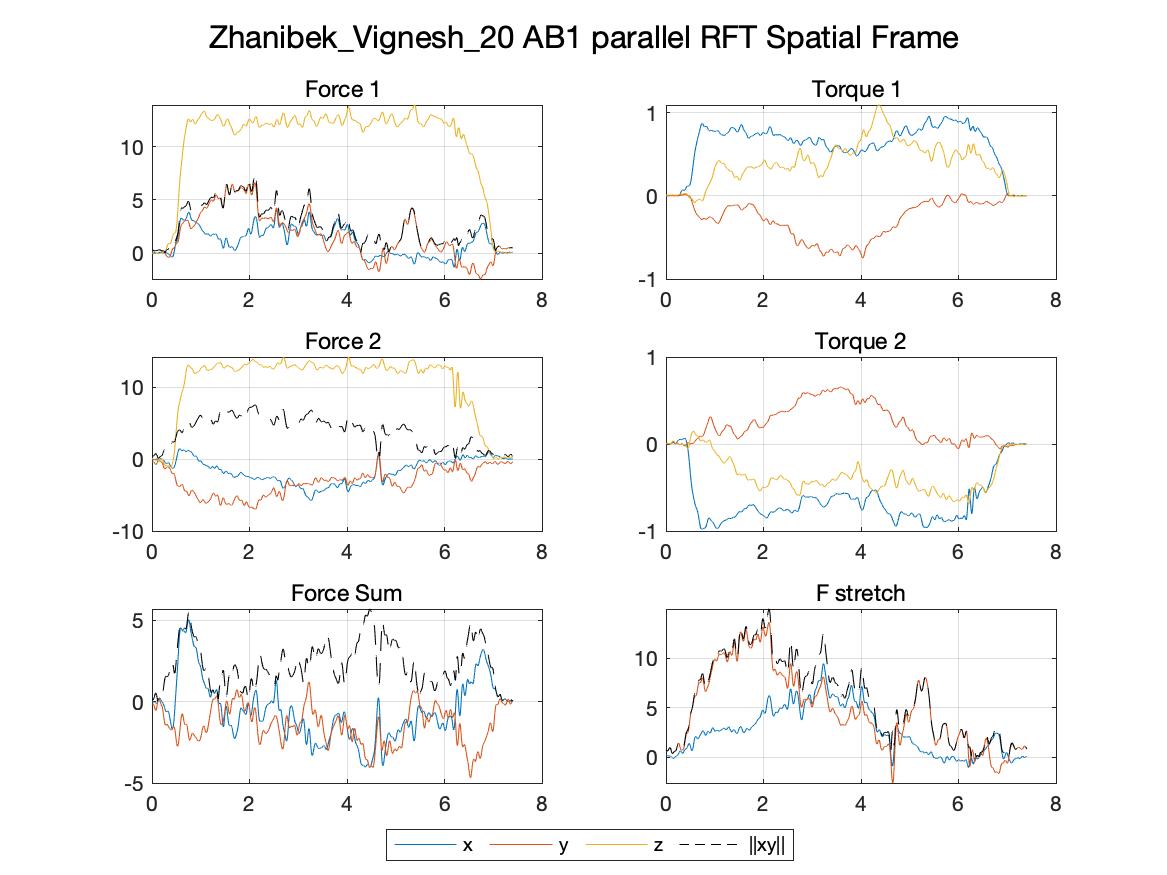 Zhanibek_Vignesh_20 AB1 parallel RFT Spatial Frame
Force 1
10
5
0
0 2 4 6 8
Torque 1
1
0
-1
0 2 4 6 8
Force 2
10
0
-10
0 2 4 6 8
Torque 2
1
0
-1
0 2 4 6 8
Force Sum
5
0
-5
0 2 4 6 8
F stretch
10
5
0
0 2 4 6 8
x y z ||xy||